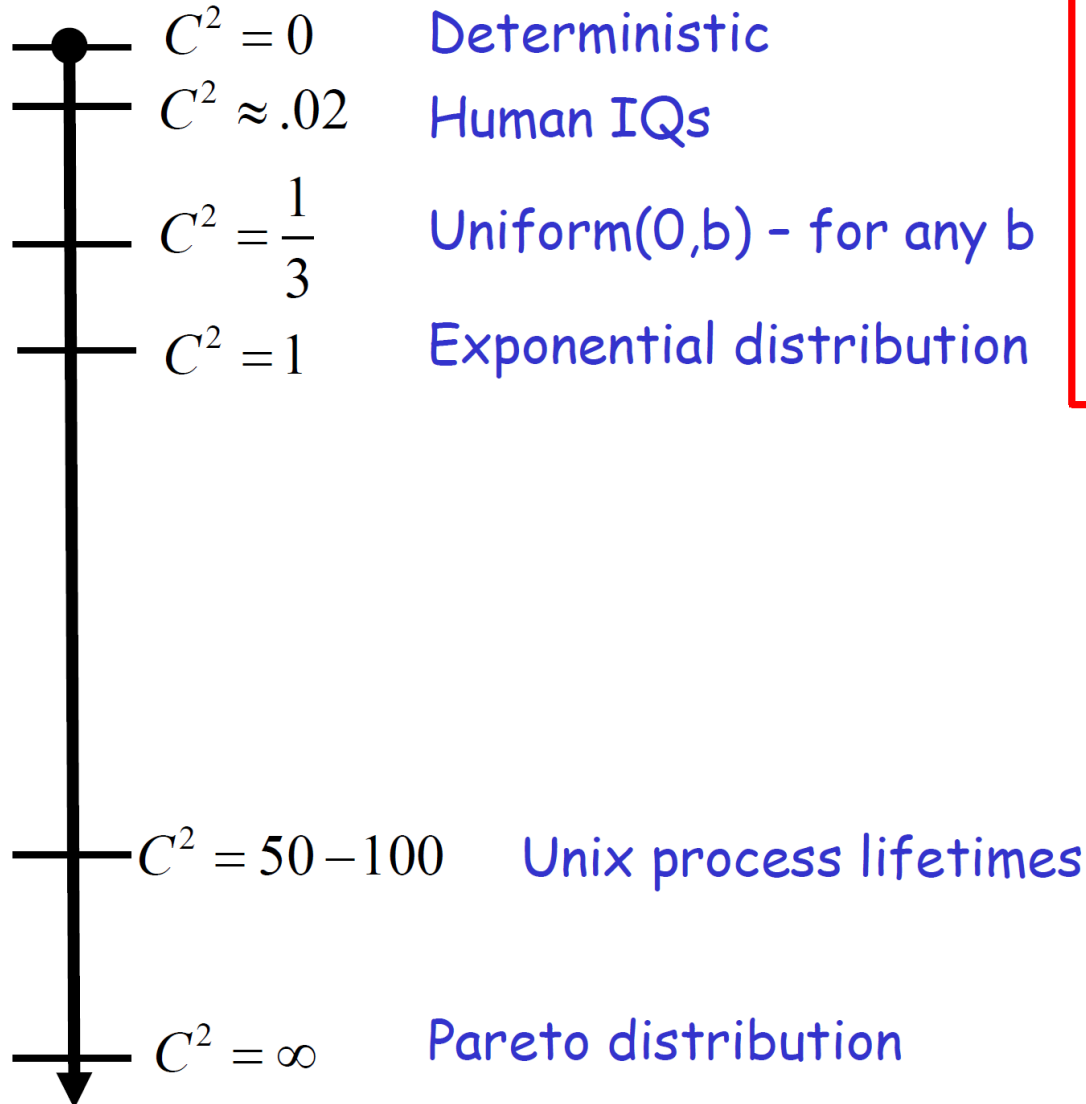 C² = 0 Deterministic
C² ≈ .02 Human IQs
C² = 1/3 Uniform(0,b) – for any b
C² = 1 Exponential distribution
C² = 50 – 100 Unix process lifetimes
C² = ∞ Pareto distribution